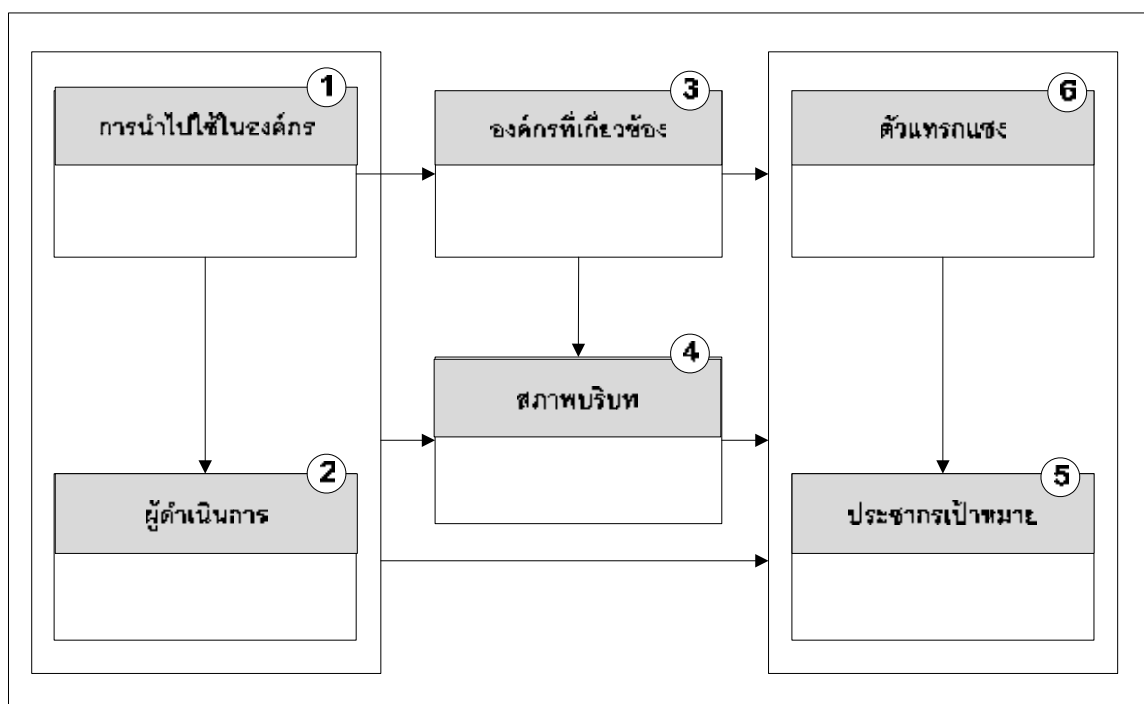 1
การนำไปใช้ในองค์กร
2
ผู้ดำเนินการ
3
องค์กรที่เกี่ยวข้อง
4
สภาพบริบท
6
ตัวแทรกแซง
5
ประชากรเป้าหมาย